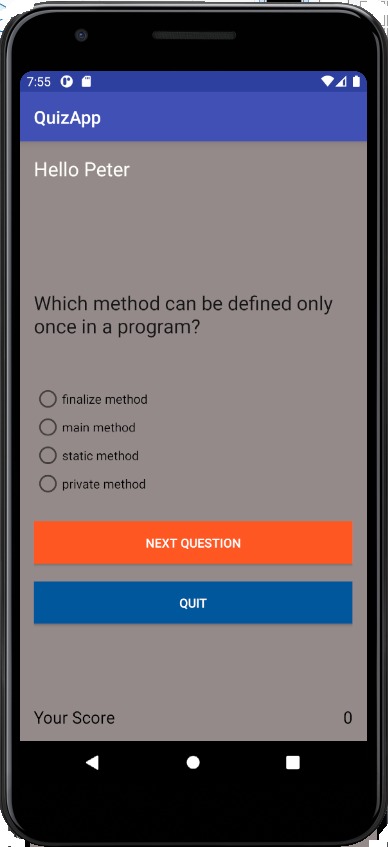 7:55
QuizApp
Hello Peter
Which method can be defined only
once in a program?
finalize method
main method
static method
private method
NEXT QUESTION
QUIT
Your Score 0